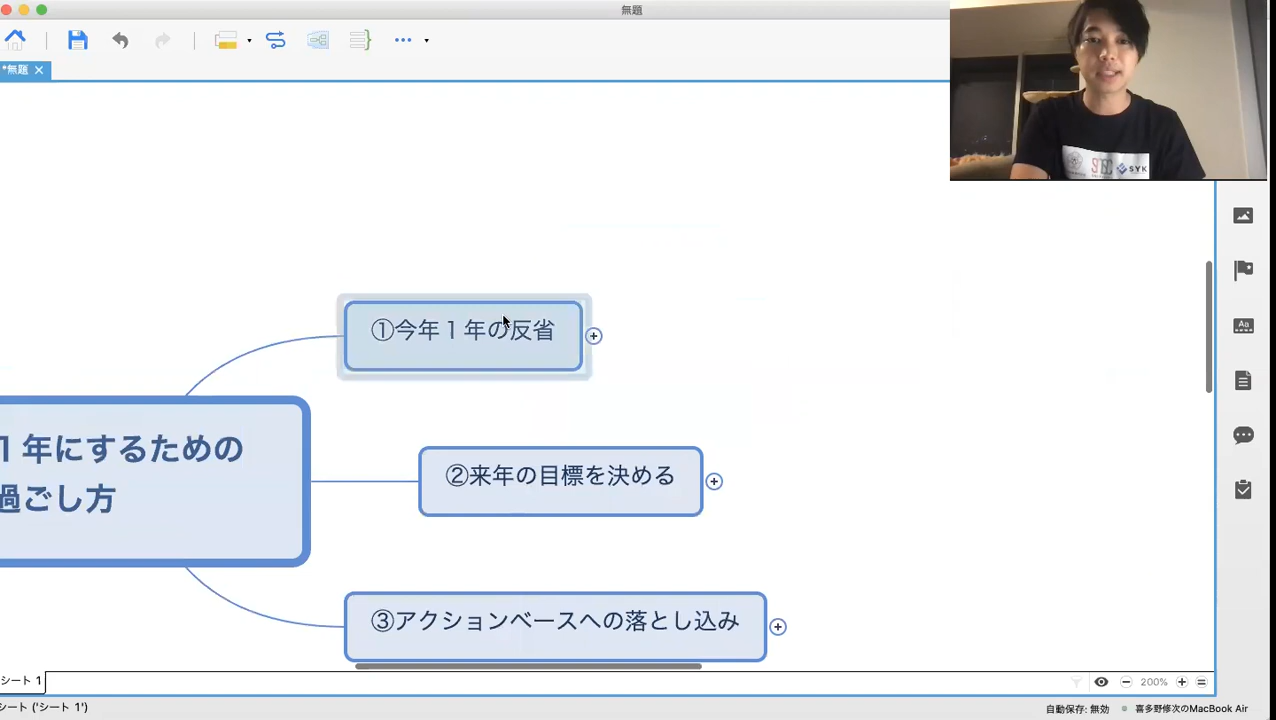 無題
*無題
①今年１年の反省
１年にするための
過ごし方
②来年の目標を決める
③アクションベースへの落とし込み
シート 1
200%
シート ('シート 1')
自動保存: 無効
喜多野修次のMacBook Air
SYK
Aa